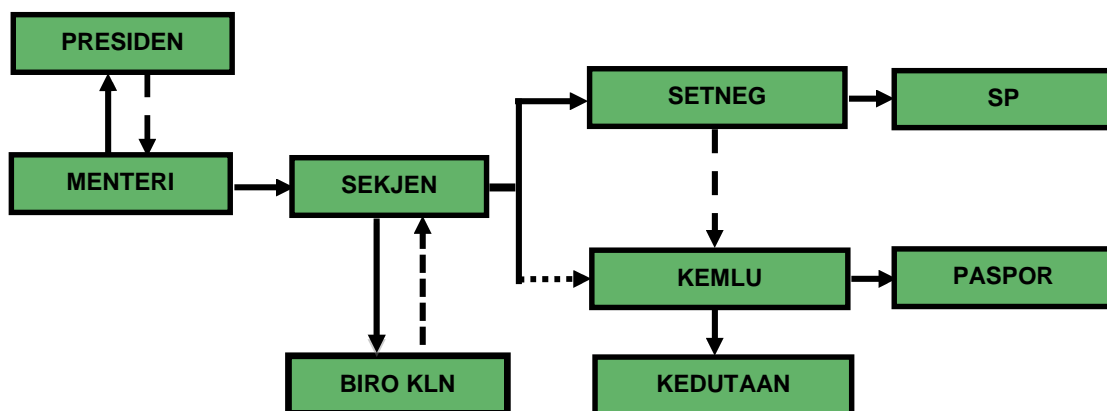 PRESIDEN
SETNEG
SP
MENTERI
SEKJEN
KEMLU
PASPOR
BIRO KLN
KEDUTAAN